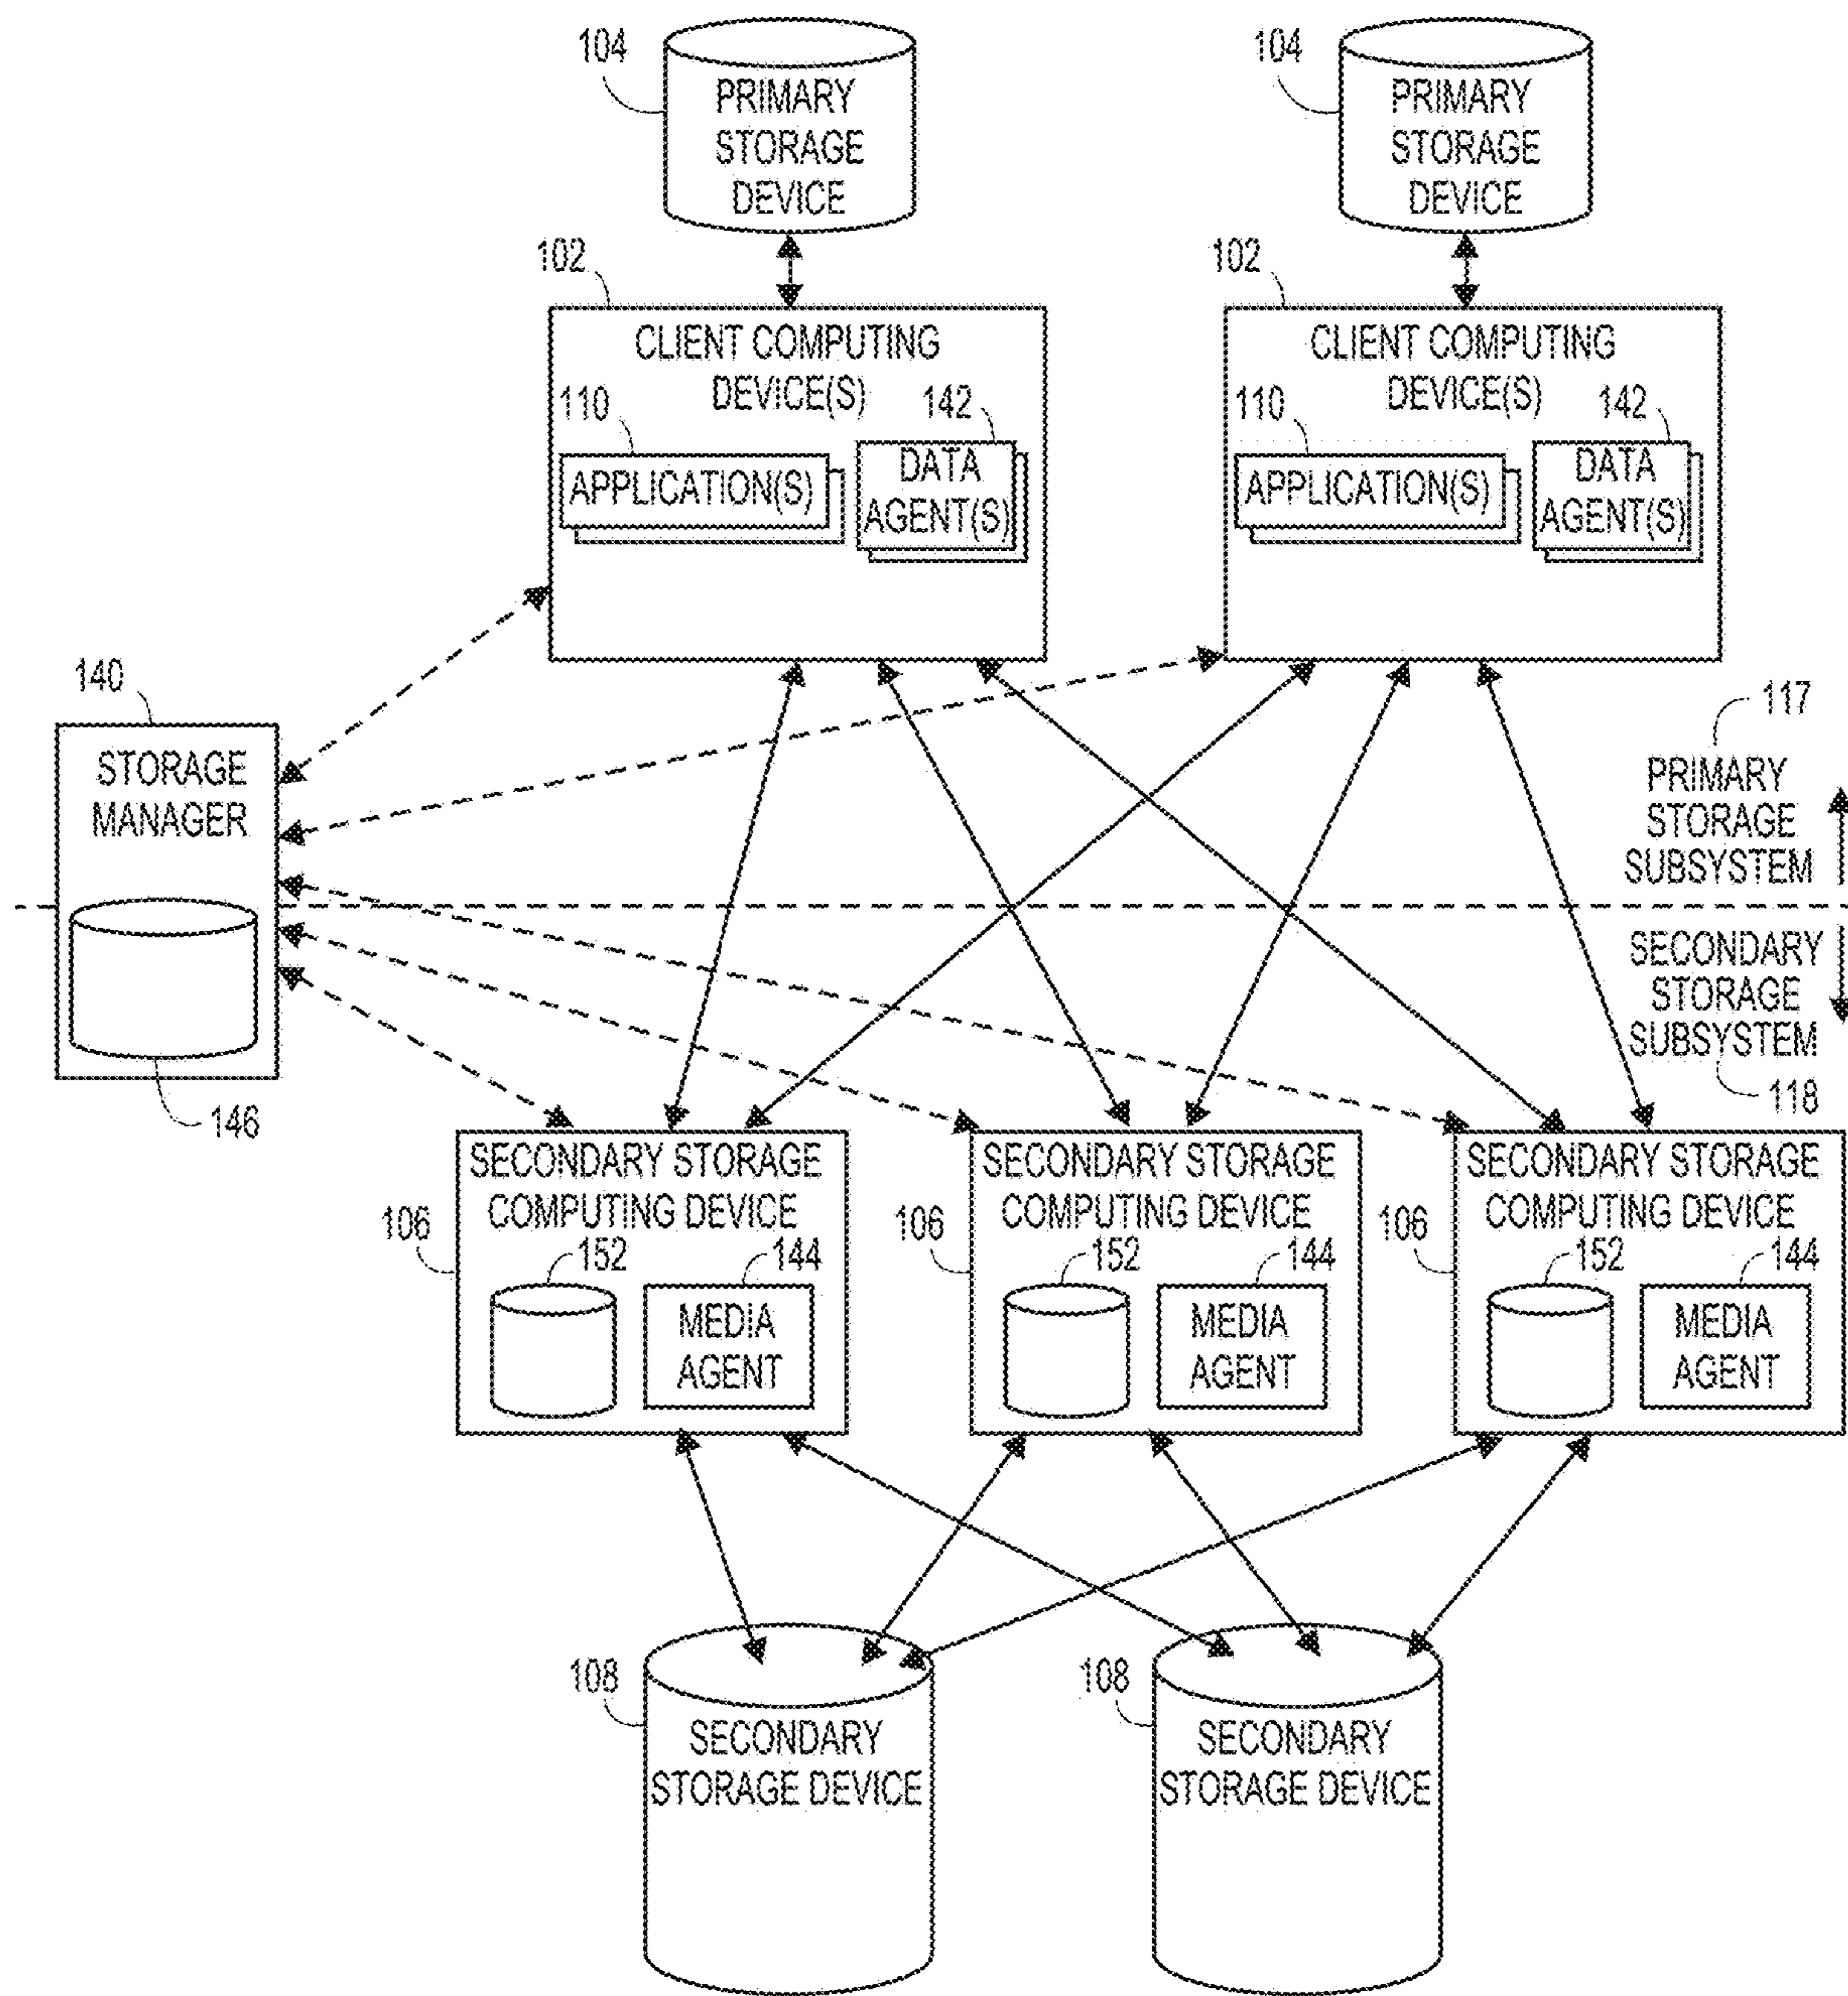 104
PRIMARY
STORAGE
DEVICE
104
PRIMARY
STORAGE
DEVICE
102
CLIENT COMPUTING
DEVICE(S)
110
142
APPLICATION(S)
DATA
AGENT(S)
102
CLIENT COMPUTING
DEVICE(S)
110
142
APPLICATION(S)
DATA
AGENT(S)
140
STORAGE
MANAGER
146
117
PRIMARY
STORAGE
SUBSYSTEM
SECONDARY
STORAGE
SUBSYSTEM
118
106
SECONDARY STORAGE
COMPUTING DEVICE
152
144
MEDIA
AGENT
106
SECONDARY STORAGE
COMPUTING DEVICE
152
144
MEDIA
AGENT
106
SECONDARY STORAGE
COMPUTING DEVICE
152
144
MEDIA
AGENT
108
SECONDARY
STORAGE DEVICE
108
SECONDARY
STORAGE DEVICE